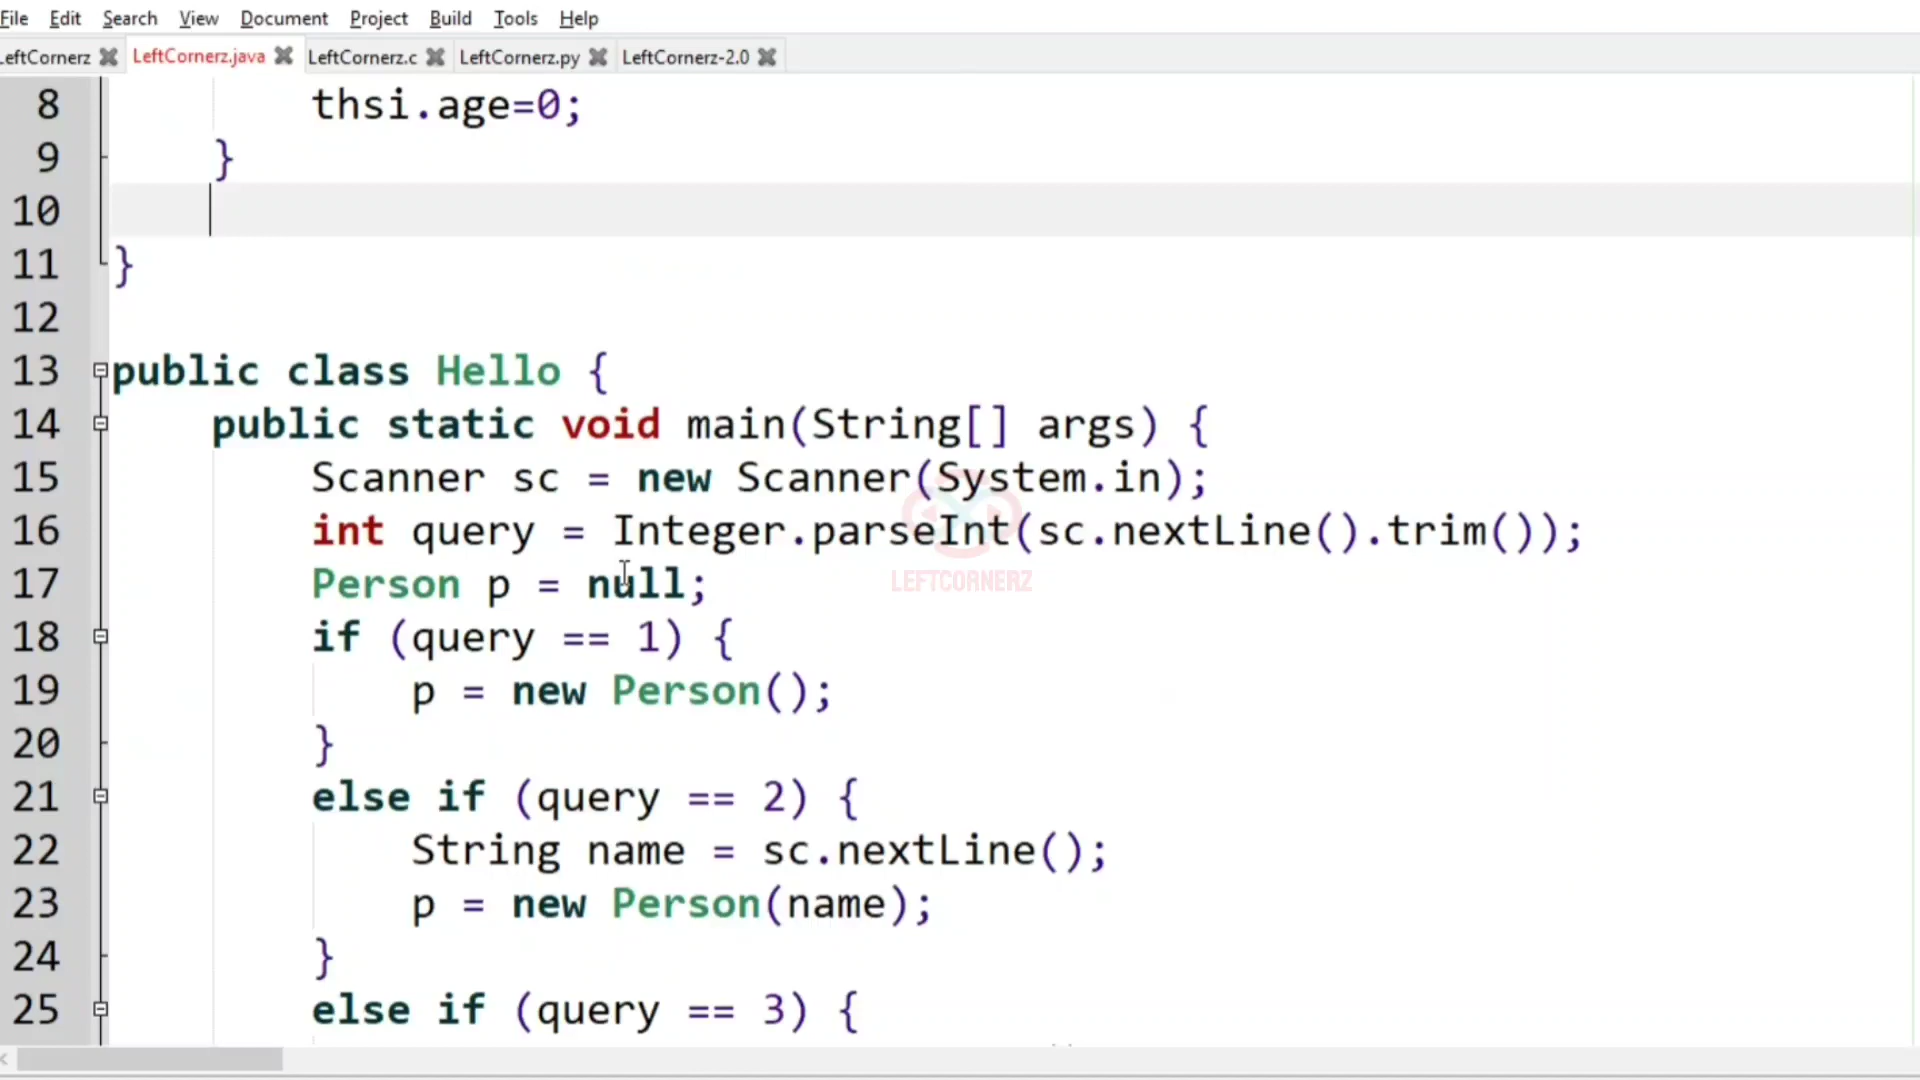 File Edit Search View Document Project Build Tools Help
LeftCornerz LeftCornerz.java LeftCornerz.c LeftCornerz.py LeftCornerz-2.0
8 thsi.age=0;
9 }
10
11 }
12
13 public class Hello {
14 public static void main(String[] args) {
15 Scanner sc = new Scanner(System.in);
16 int query = Integer.parseInt(sc.nextLine().trim());
17 Person p = null;
LEFTCORNERZ
18 if (query == 1) {
19 p = new Person();
20 }
21 else if (query == 2) {
22 String name = sc.nextLine();
23 p = new Person(name);
24 }
25 else if (query == 3) {